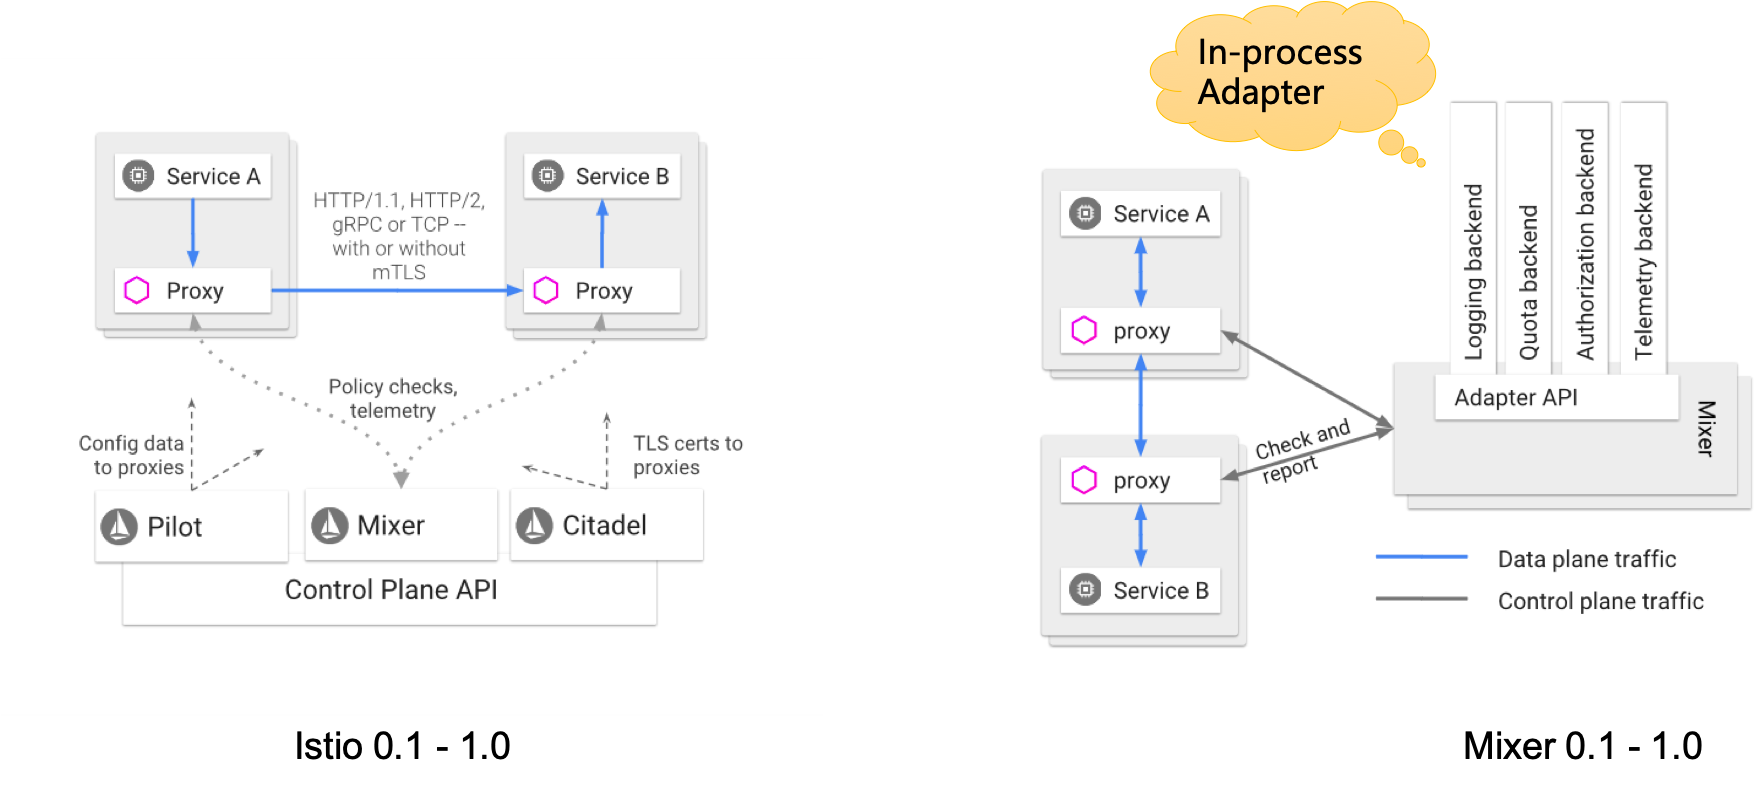 Service A
Service B
HTTP/1.1, HTTP/2,
gRPC or TCP --
with or without
mTLS
Proxy
Proxy
Policy checks,
telemetry
Config data
to proxies
TLS certs to
proxies
Pilot
Mixer
Citadel
Control Plane API
Istio 0.1 - 1.0
In-process
Adapter
Service A
proxy
proxy
Service B
Check and
report
Logging backend
Quota backend
Authorization backend
Telemetry backend
Adapter API
Mixer
Data plane traffic
Control plane traffic
Mixer 0.1 - 1.0